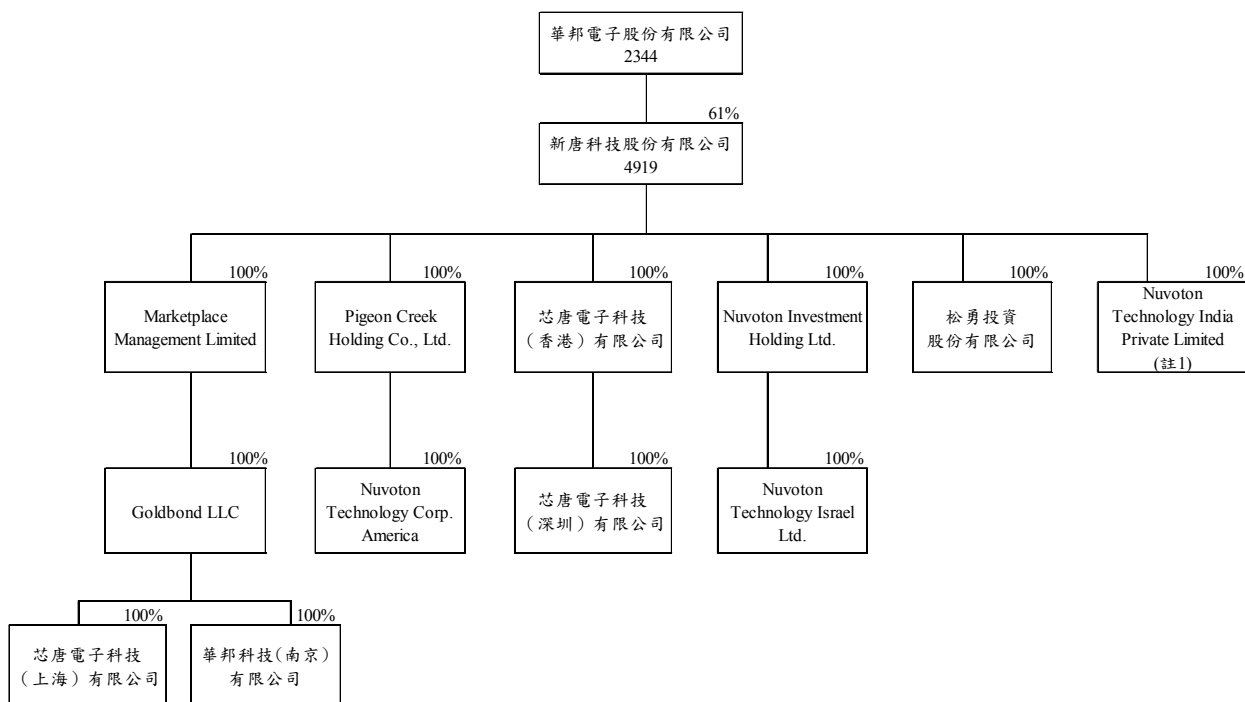 華邦電子股份有限公司
2344
61%
新唐科技股份有限公司
4919
100%
100%
100%
100%
100%
100%
Marketplace
Management Limited
Pigeon Creek
Holding Co., Ltd.
芯唐電子科技
（香港）有限公司
Nuvoton Investment
Holding Ltd.
松勇投資
股份有限公司
Nuvoton
Technology India
Private Limited
(註1)
100%
100%
100%
100%
Goldbond LLC
Nuvoton
Technology Corp.
America
芯唐電子科技
（深圳）有限公司
Nuvoton
Technology Israel
Ltd.
100%
100%
芯唐電子科技
（上海）有限公司
華邦科技(南京)
有限公司